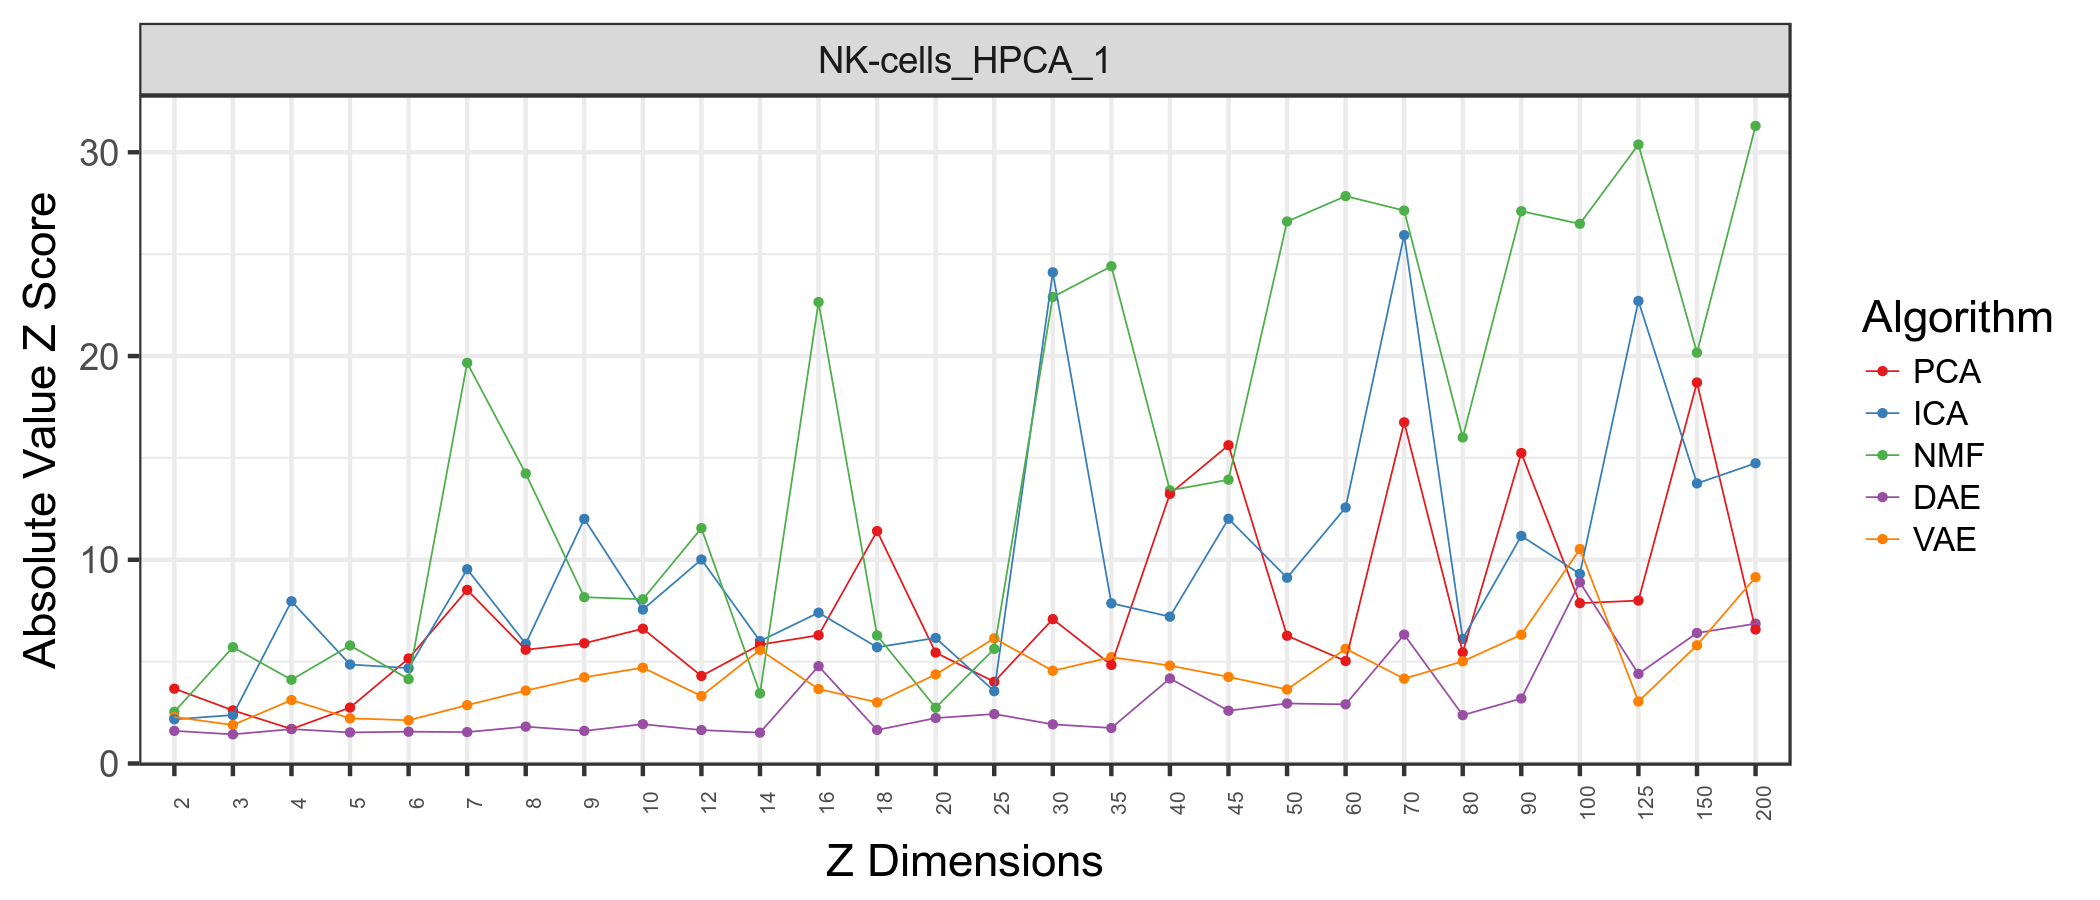 NK-cells_HPCA_1
Absolute Value Z Score
30
20
10
0
2 3 4 5 6 7 8 9 10 12 14 16 18 20 25 30 35 40 45 50 60 70 80 90 100 125 150 200
Z Dimensions
Algorithm
PCA
ICA
NMF
DAE
VAE